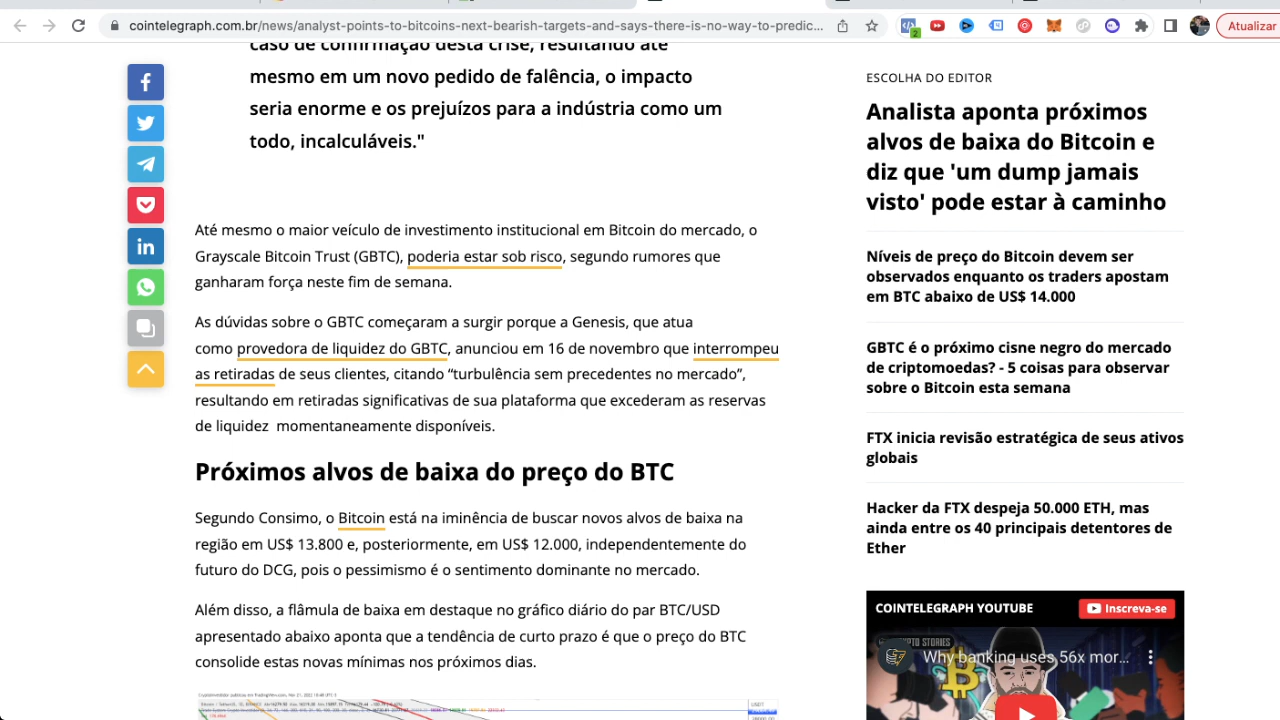 cointelegraph.com.br/news/analyst-points-to-bitcoins-next-bearish-targets-and-says-there-is-no-way-to-predic...
2
Atualizar
caso de confirmação desta crise, resultando até
mesmo em um novo pedido de falência, o impacto
seria enorme e os prejuízos para a indústria como um
todo, incalculáveis."
Até mesmo o maior veículo de investimento institucional em Bitcoin do mercado, o
Grayscale Bitcoin Trust (GBTC), poderia estar sob risco, segundo rumores que
ganharam força neste fim de semana.
As dúvidas sobre o GBTC começaram a surgir porque a Genesis, que atua
como provedora de liquidez do GBTC, anunciou em 16 de novembro que interrompeu
as retiradas de seus clientes, citando “turbulência sem precedentes no mercado”,
resultando em retiradas significativas de sua plataforma que excederam as reservas
de liquidez momentaneamente disponíveis.
Próximos alvos de baixa do preço do BTC
Segundo Consimo, o Bitcoin está na iminência de buscar novos alvos de baixa na
região em US$ 13.800 e, posteriormente, em US$ 12.000, independentemente do
futuro do DCG, pois o pessimismo é o sentimento dominante no mercado.
Além disso, a flâmula de baixa em destaque no gráfico diário do par BTC/USD
apresentado abaixo aponta que a tendência de curto prazo é que o preço do BTC
consolide estas novas mínimas nos próximos dias.
ESCOLHA DO EDITOR
Analista aponta próximos
alvos de baixa do Bitcoin e
diz que 'um dump jamais
visto' pode estar à caminho
Níveis de preço do Bitcoin devem ser
observados enquanto os traders apostam
em BTC abaixo de US$ 14.000
GBTC é o próximo cisne negro do mercado
de criptomoedas? - 5 coisas para observar
sobre o Bitcoin esta semana
FTX inicia revisão estratégica de seus ativos
globais
Hacker da FTX despeja 50.000 ETH, mas
ainda entre os 40 principais detentores de
Ether
COINTELEGRAPH YOUTUBE
Inscreva-se
CRYPTO STORIES
Why banking uses 56x mor...